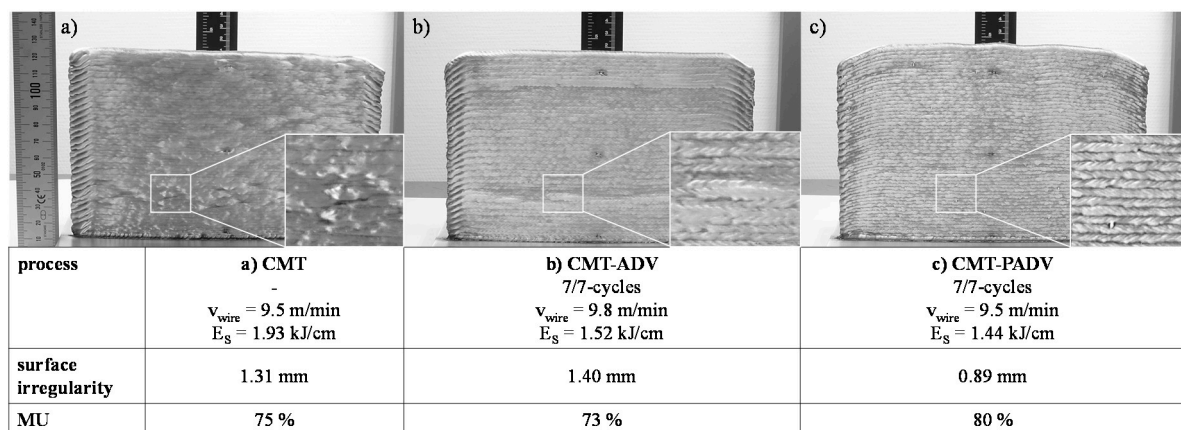 a)
b)
c)
process
a) CMT
-
v_wire = 9.5 m/min
E_S = 1.93 kJ/cm
b) CMT-ADV
7/7-cycles
v_wire = 9.8 m/min
E_S = 1.52 kJ/cm
c) CMT-PADV
7/7-cycles
v_wire = 9.5 m/min
E_S = 1.44 kJ/cm
surface
irregularity
1.31 mm
1.40 mm
0.89 mm
MU
75 %
73 %
80 %